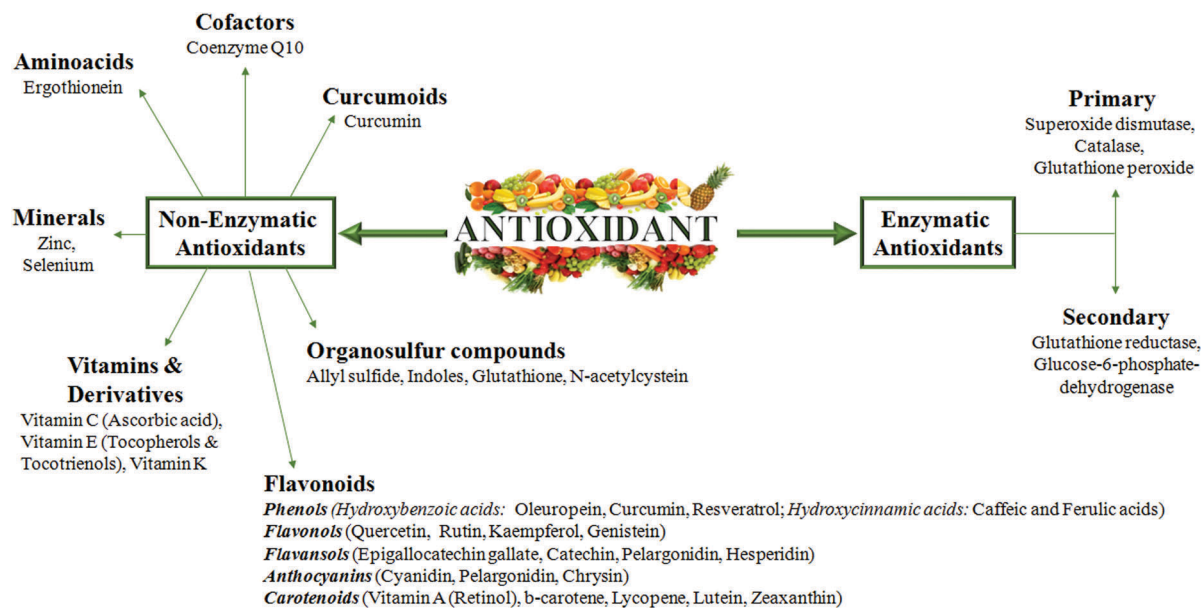 Cofactors
Coenzyme Q10
Aminoacids
Ergothionein
Curcumoids
Curcumin
Primary
Superoxide dismutase,
Catalase,
Glutathione peroxide
Minerals
Zinc,
Selenium
Non-Enzymatic
Antioxidants
ANTIOXIDANT
Enzymatic
Antioxidants
Secondary
Glutathione reductase,
Glucose-6-phosphate-
dehydrogenase
Organosulfur compounds
Allyl sulfide, Indoles, Glutathione, N-acetylcystein
Vitamins &
Derivatives
Vitamin C (Ascorbic acid),
Vitamin E (Tocopherols &
Tocotrienols), Vitamin K
Flavonoids
Phenols (Hydroxybenzoic acids: Oleuropein, Curcumin, Resveratrol; Hydroxycinnamic acids: Caffeic and Ferulic acids)
Flavonols (Quercetin, Rutin, Kaempferol, Genistein)
Flavansols (Epigallocatechin gallate, Catechin, Pelargonidin, Hesperidin)
Anthocyanins (Cyanidin, Pelargonidin, Chrysin)
Carotenoids (Vitamin A (Retinol), b-carotene, Lycopene, Lutein, Zeaxanthin)